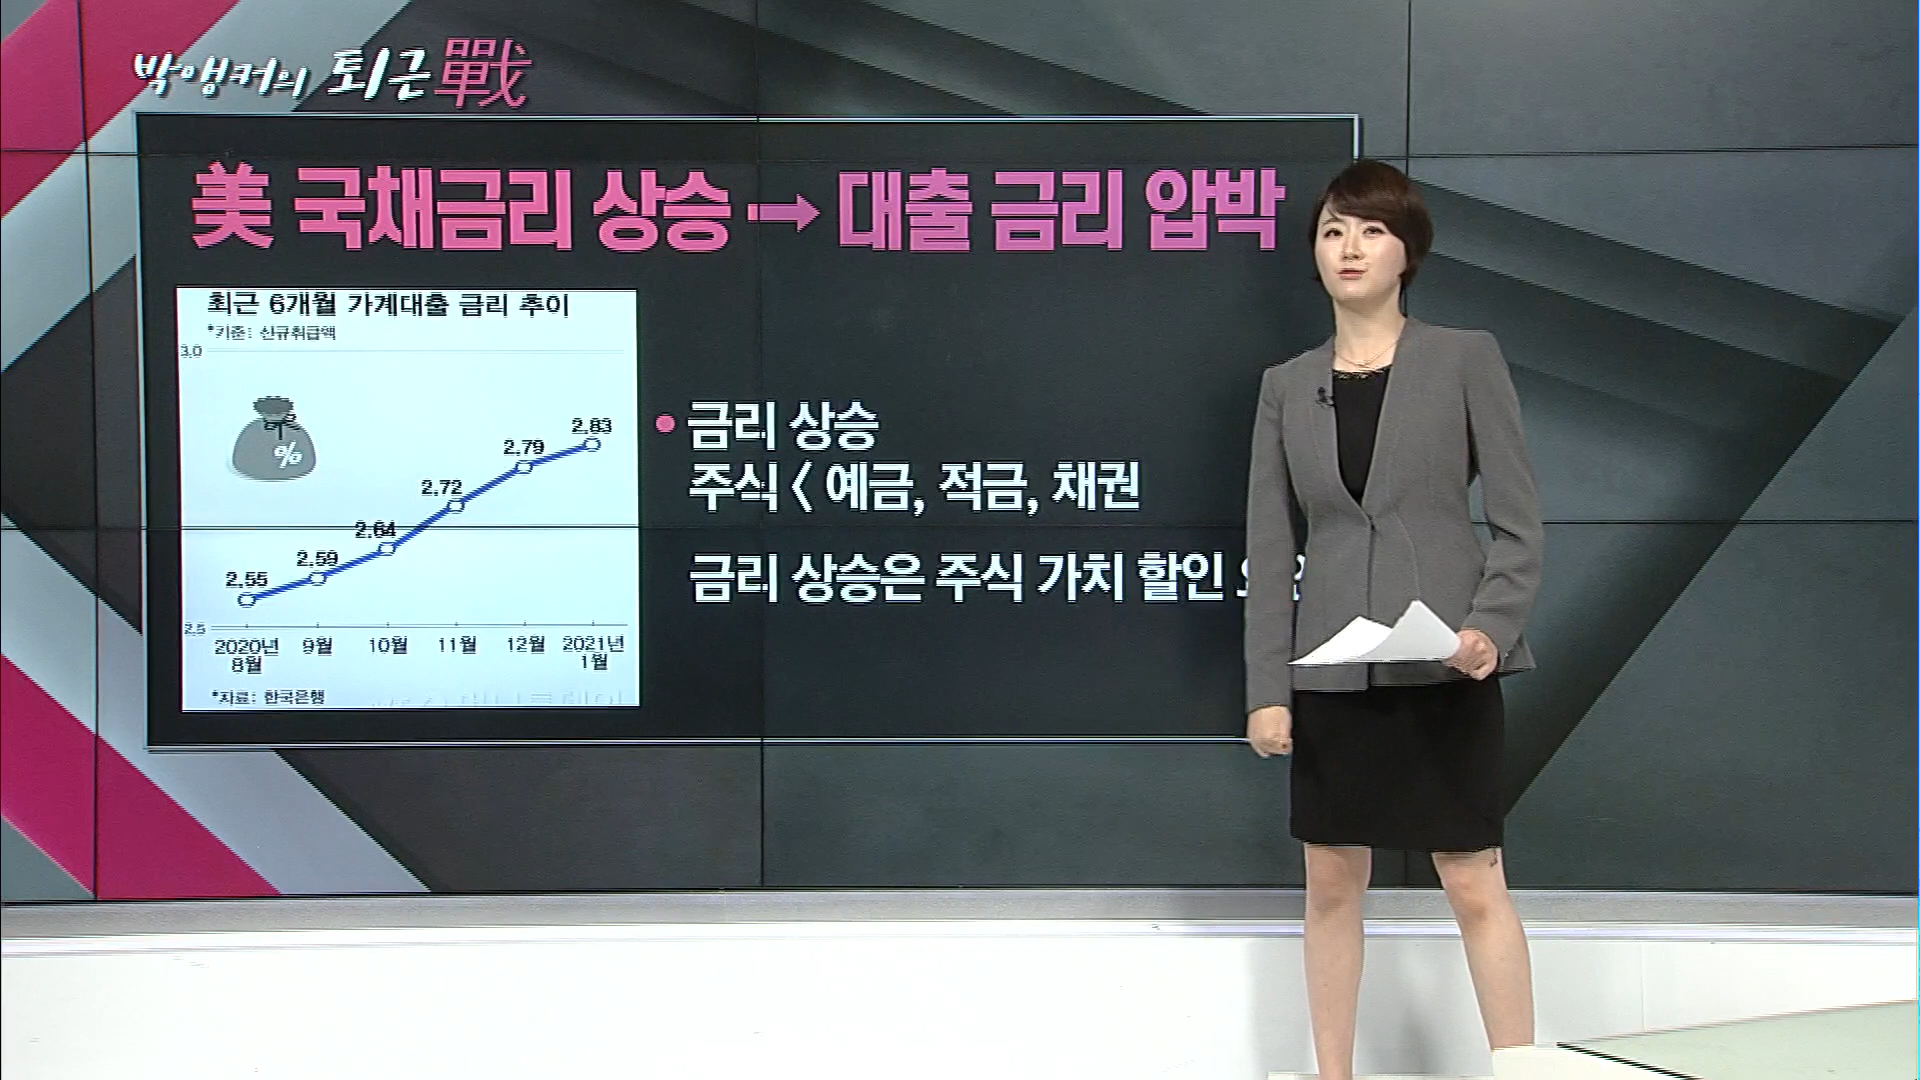 박앵커의 퇴근戰
美 국채금리 상승→대출 금리 압박
최근 6개월 가계대출 금리 추이
*기준: 신규취급액
3.0
%
2.55
2.59
2.64
2.72
2.79
2.83
2.5
2020년 9월 10월 11월 12월 2021년
8월 1월
*자료: 한국은행
• 금리 상승
주식 < 예금, 적금, 채권
금리 상승은 주식 가치 할인